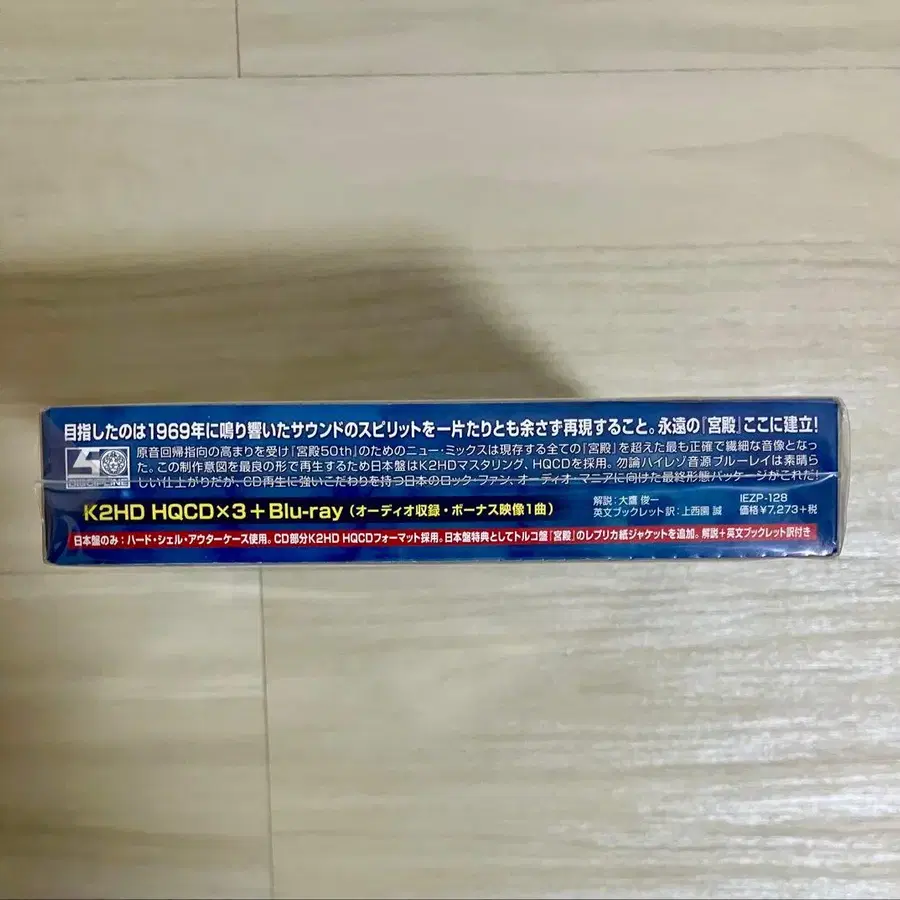 目指したのは1969年に鳴り響いたサウンドのスピリットを一片たりとも余さず再現すること。永遠の『宮殿』ここに建立!
原音回帰指向の高まりを受け『宮殿50th』のためのニュー・ミックスは現存する全ての『宮殿』を超えた最も正確で繊細な音像となっ
た。この制作意図を最良の形で再生するため日本盤はK2HDマスタリング、HQCDを採用。勿論ハイレゾ音源ブルーレイは素晴ら
しい仕上がりだが、CD再生に強いこだわりを持つ日本のロック・ファン、オーディオ・マニアに向けた最終形態パッケージがこれだ!
DISCIPLINE
K2HD HQCD×3+Blu-ray (オーディオ収録・ボーナス映像1曲)
解説:大鷹 俊一
英文ブックレット訳:上西園 誠
IEZP-128
価格¥7,273+税
日本盤のみ:ハード・シェル・アウターケース使用。CD部分K2HD HQCDフォーマット採用。日本盤特典としてトルコ盤『宮殿』のレプリカ紙ジャケットを追加。解説+英文ブックレット訳付き